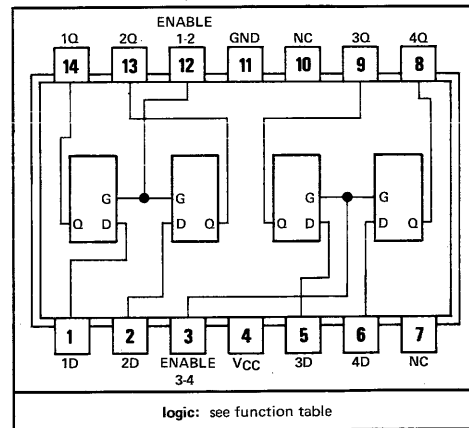 ENABLE
1Q 2Q 1-2 GND NC 3Q 4Q
14 13 12 11 10 9 8
G G G G
Q D D Q Q D D Q
1 2 3 4 5 6 7
1D 2D ENABLE VCC 3D 4D NC
3-4
logic: see function table